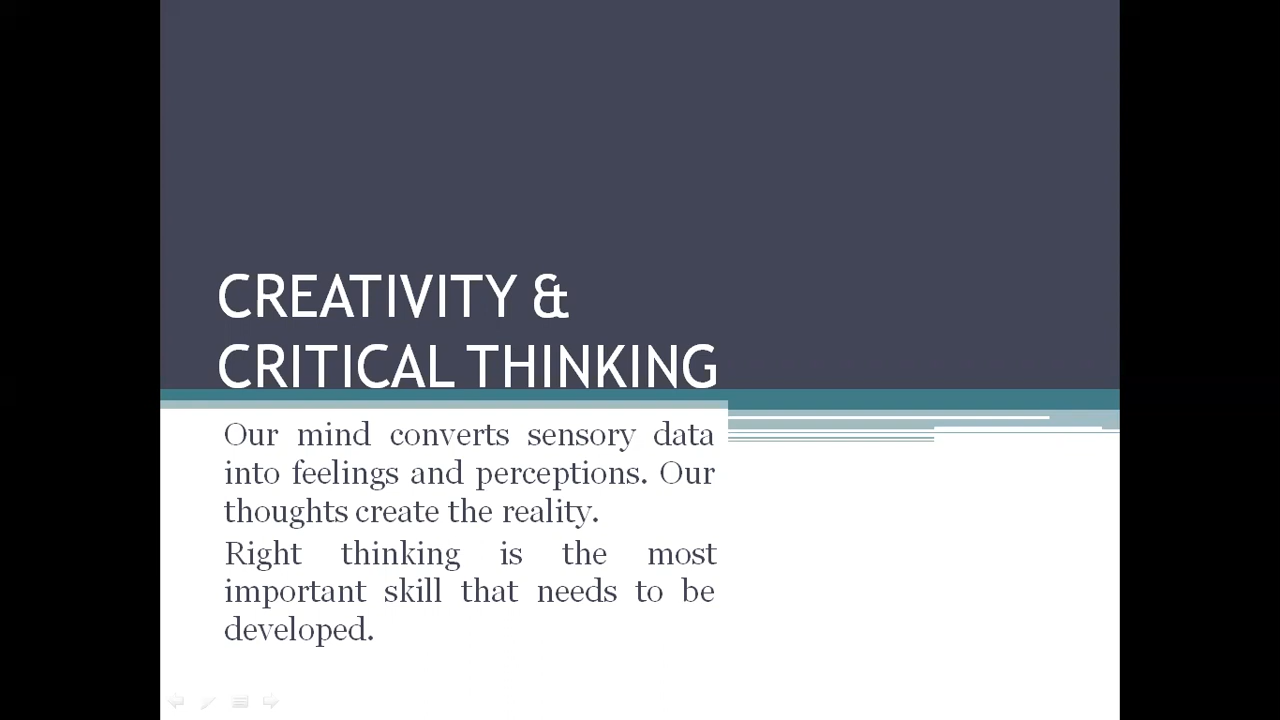 CREATIVITY &
CRITICAL THINKING
Our mind converts sensory data
into feelings and perceptions. Our
thoughts create the reality.
Right thinking is the most
important skill that needs to be
developed.